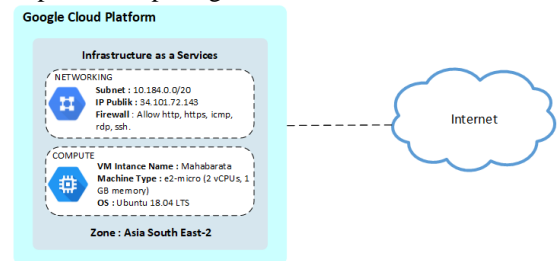 Google Cloud Platform
Infrastructure as a Services
NETWORKING
Subnet : 10.184.0.0/20
IP Publik : 34.101.72.143
Firewall : Allow http, https, icmp,
rdp, ssh.
COMPUTE
VM Intance Name : Mahabarata
Machine Type : e2-micro (2 vCPUs, 1
GB memory)
OS : Ubuntu 18.04 LTS
Zone : Asia South East-2
Internet